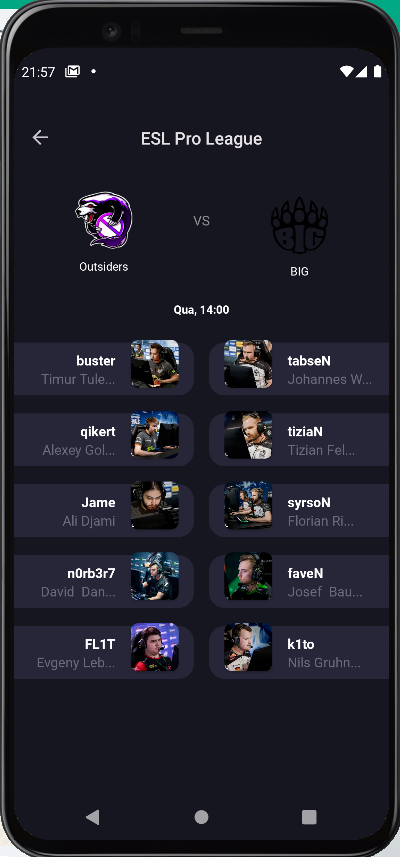 21:57
ESL Pro League
VS
BIG
Outsiders
BIG
Qua, 14:00
buster
Timur Tule...
tabseN
Johannes W...
qikert
Alexey Gol...
tiziaN
Tizian Fel...
Jame
Ali Djami
syrsoN
Florian Ri...
n0rb3r7
David Dan...
faveN
Josef Bau...
FL1T
Evgeny Leb...
k1to
Nils Gruhn...